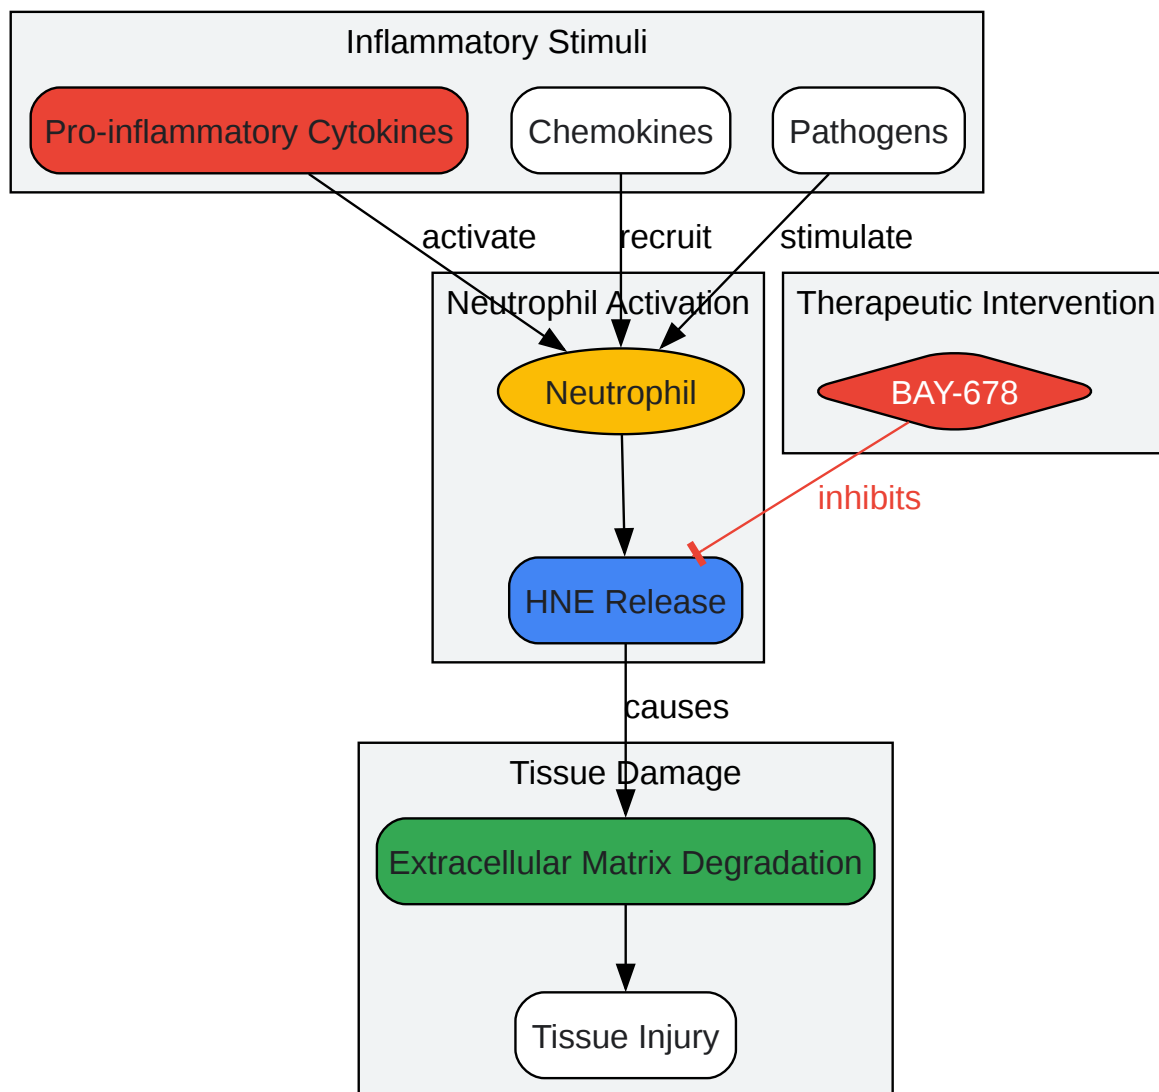 Inflammatory Stimuli
Pro-inflammatory Cytokines
Chemokines
Pathogens
activate
recruit
stimulate
Neutrophil Activation
Therapeutic Intervention
Neutrophil
BAY-678
inhibits
HNE Release
causes
Tissue Damage
Extracellular Matrix Degradation
Tissue Injury